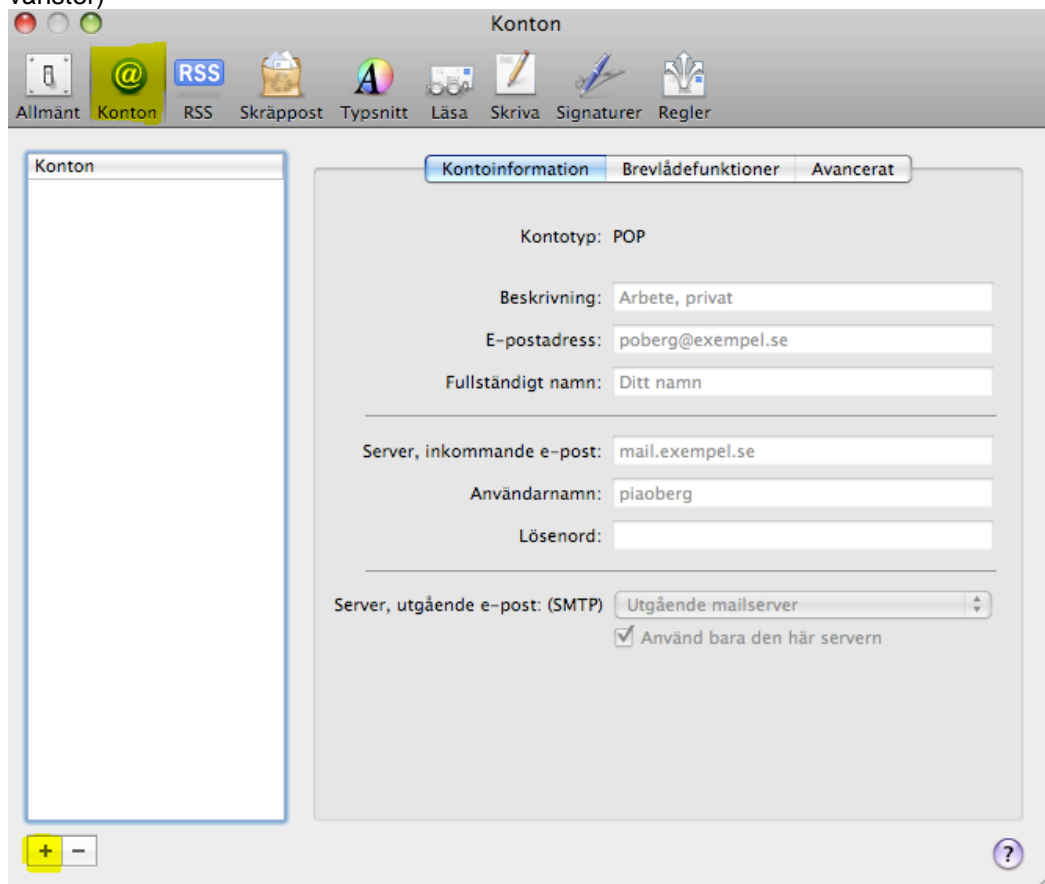 vänster)
Konton
Allmänt Konton RSS Skräppost Typsnitt Läsa Skriva Signaturer Regler
Konton
Kontoinformation Brevlådefunktioner Avancerat
Kontotyp: POP
Beskrivning: Arbete, privat
E-postadress: poberg@exempel.se
Fullständigt namn: Ditt namn
Server, inkommande e-post: mail.exempel.se
Användarnamn: piaoberg
Lösenord:
Server, utgående e-post: (SMTP) Utgående mailserver
Använd bara den här servern
+ −
?